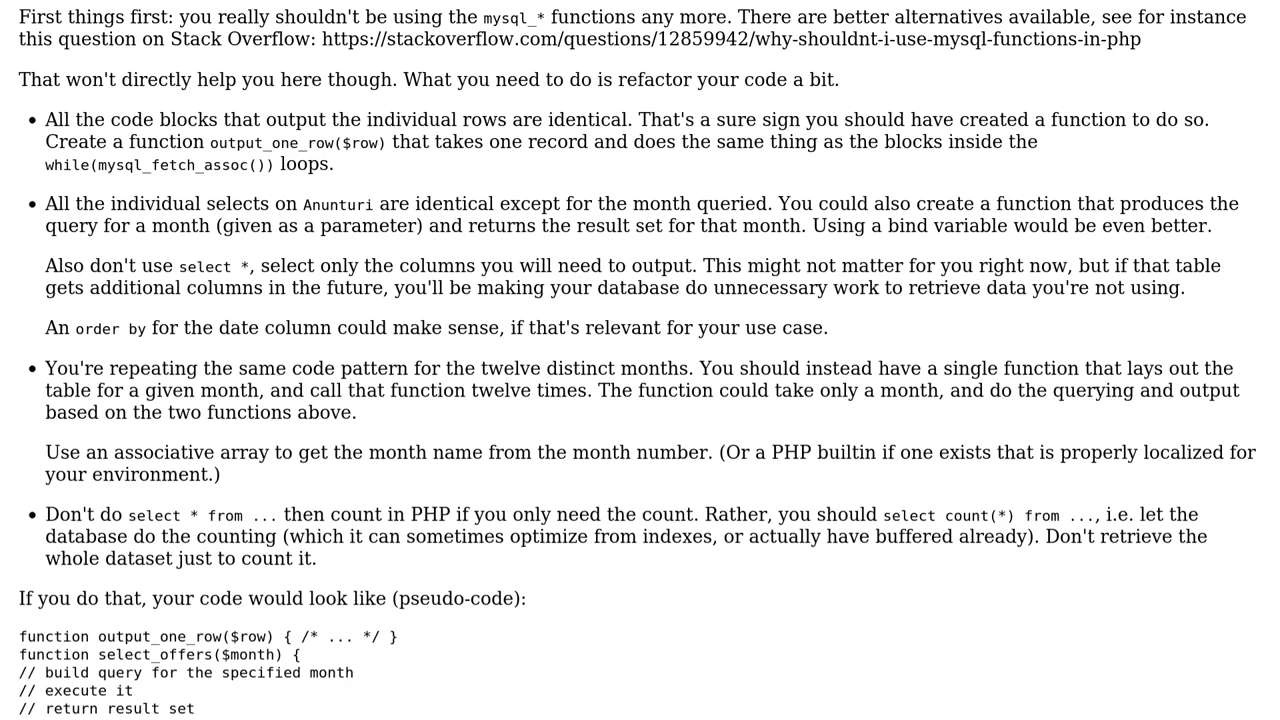 First things first: you really shouldn't be using the mysql_* functions any more. There are better alternatives available, see for instance
this question on Stack Overflow: https://stackoverflow.com/questions/12859942/why-shouldnt-i-use-mysql-functions-in-php
That won't directly help you here though. What you need to do is refactor your code a bit.
• All the code blocks that output the individual rows are identical. That's a sure sign you should have created a function to do so.
Create a function output_one_row($row) that takes one record and does the same thing as the blocks inside the
while(mysql_fetch_assoc()) loops.
• All the individual selects on Anunturi are identical except for the month queried. You could also create a function that produces the
query for a month (given as a parameter) and returns the result set for that month. Using a bind variable would be even better.
Also don't use select *, select only the columns you will need to output. This might not matter for you right now, but if that table
gets additional columns in the future, you'll be making your database do unnecessary work to retrieve data you're not using.
An order by for the date column could make sense, if that's relevant for your use case.
• You're repeating the same code pattern for the twelve distinct months. You should instead have a single function that lays out the
table for a given month, and call that function twelve times. The function could take only a month, and do the querying and output
based on the two functions above.
Use an associative array to get the month name from the month number. (Or a PHP builtin if one exists that is properly localized for
your environment.)
• Don't do select * from ... then count in PHP if you only need the count. Rather, you should select count(*) from ..., i.e. let the
database do the counting (which it can sometimes optimize from indexes, or actually have buffered already). Don't retrieve the
whole dataset just to count it.
If you do that, your code would look like (pseudo-code):
function output_one_row($row) { /* ... */ }
function select_offers($month) {
// build query for the specified month
// execute it
// return result set